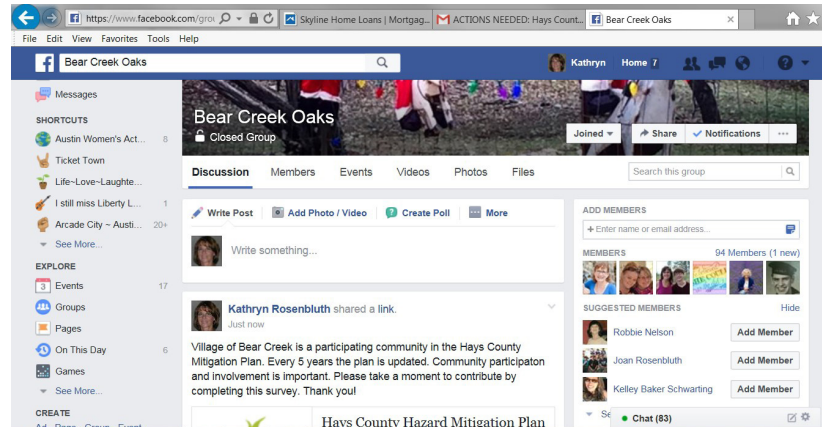 https://www.facebook.com/gro
Skyline Home Loans | Mortgag...
ACTIONS NEEDED: Hays Count...
Bear Creek Oaks
File Edit View Favorites Tools Help
Bear Creek Oaks
Kathryn Home 7
Messages
SHORTCUTS
Austin Women's Act... 8
Ticket Town
Life~Love~Laughte...
I still miss Liberty L... 1
Arcade City ~ Austi... 20+
See More...
EXPLORE
Events 17
Groups
Pages
On This Day 6
Games
See More...
CREATE
Ad Page Group Event
Bear Creek Oaks
Closed Group
Joined Share Notifications ...
Discussion Members Events Videos Photos Files
Search this group
Write Post Add Photo / Video Create Poll More
Write something...
Kathryn Rosenbluth shared a link.
Just now
Village of Bear Creek is a participating community in the Hays County
Mitigation Plan. Every 5 years the plan is updated. Community participaton
and involvement is important. Please take a moment to contribute by
completing this survey. Thank you!
Hays County Hazard Mitigation Plan
ADD MEMBERS
+ Enter name or email address...
MEMBERS 94 Members (1 new)
SUGGESTED MEMBERS Hide
Robbie Nelson Add Member
Joan Rosenbluth Add Member
Kelley Baker Schwarting Add Member
Se
Chat (83)